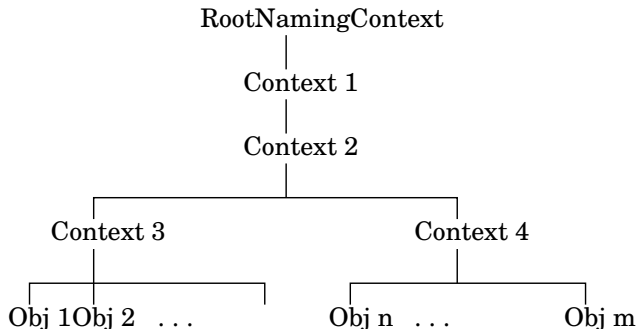 RootNamingContext
Context 1
Context 2
Context 3 Context 4
Obj 1Obj 2 . . . Obj n . . . Obj m